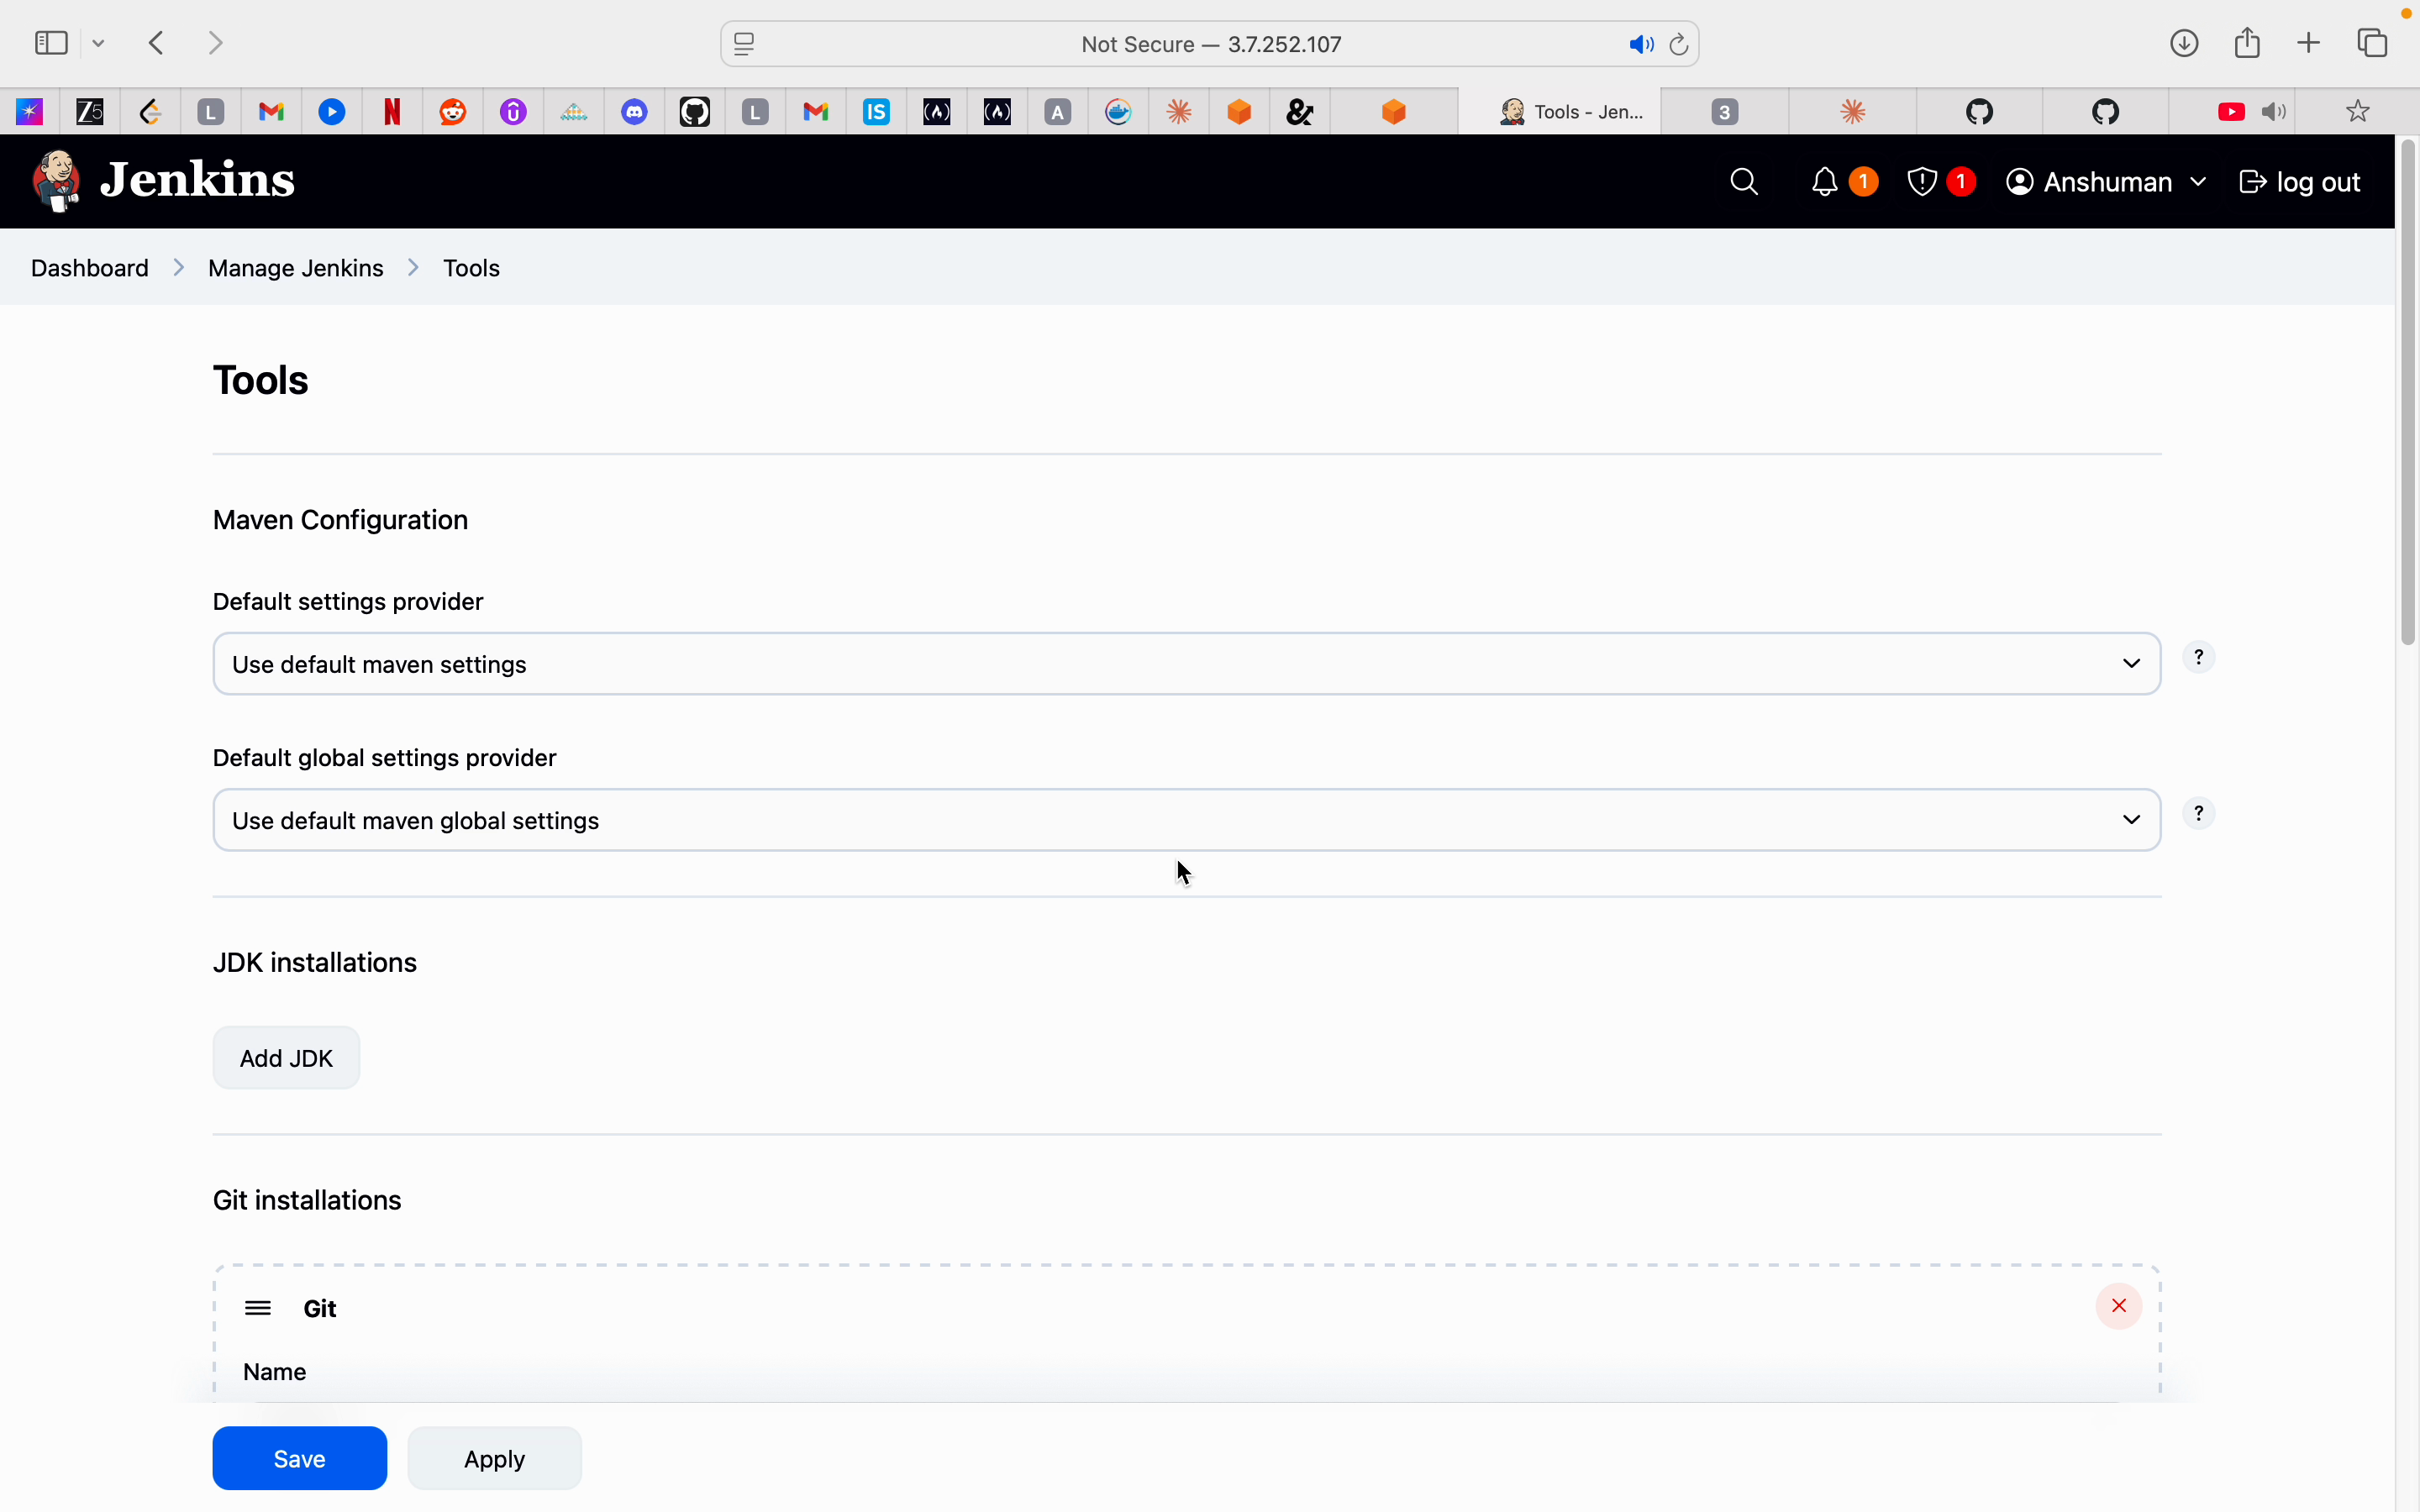 Not Secure — 3.7.252.107
Z5
L
N
L
IS
A
&
Tools - Jen...
3
Jenkins
1
1
Anshuman
log out
Dashboard > Manage Jenkins > Tools
Tools
Maven Configuration
Default settings provider
Use default maven settings
?
Default global settings provider
Use default maven global settings
?
JDK installations
Add JDK
Git installations
Git
Name
Save
Apply